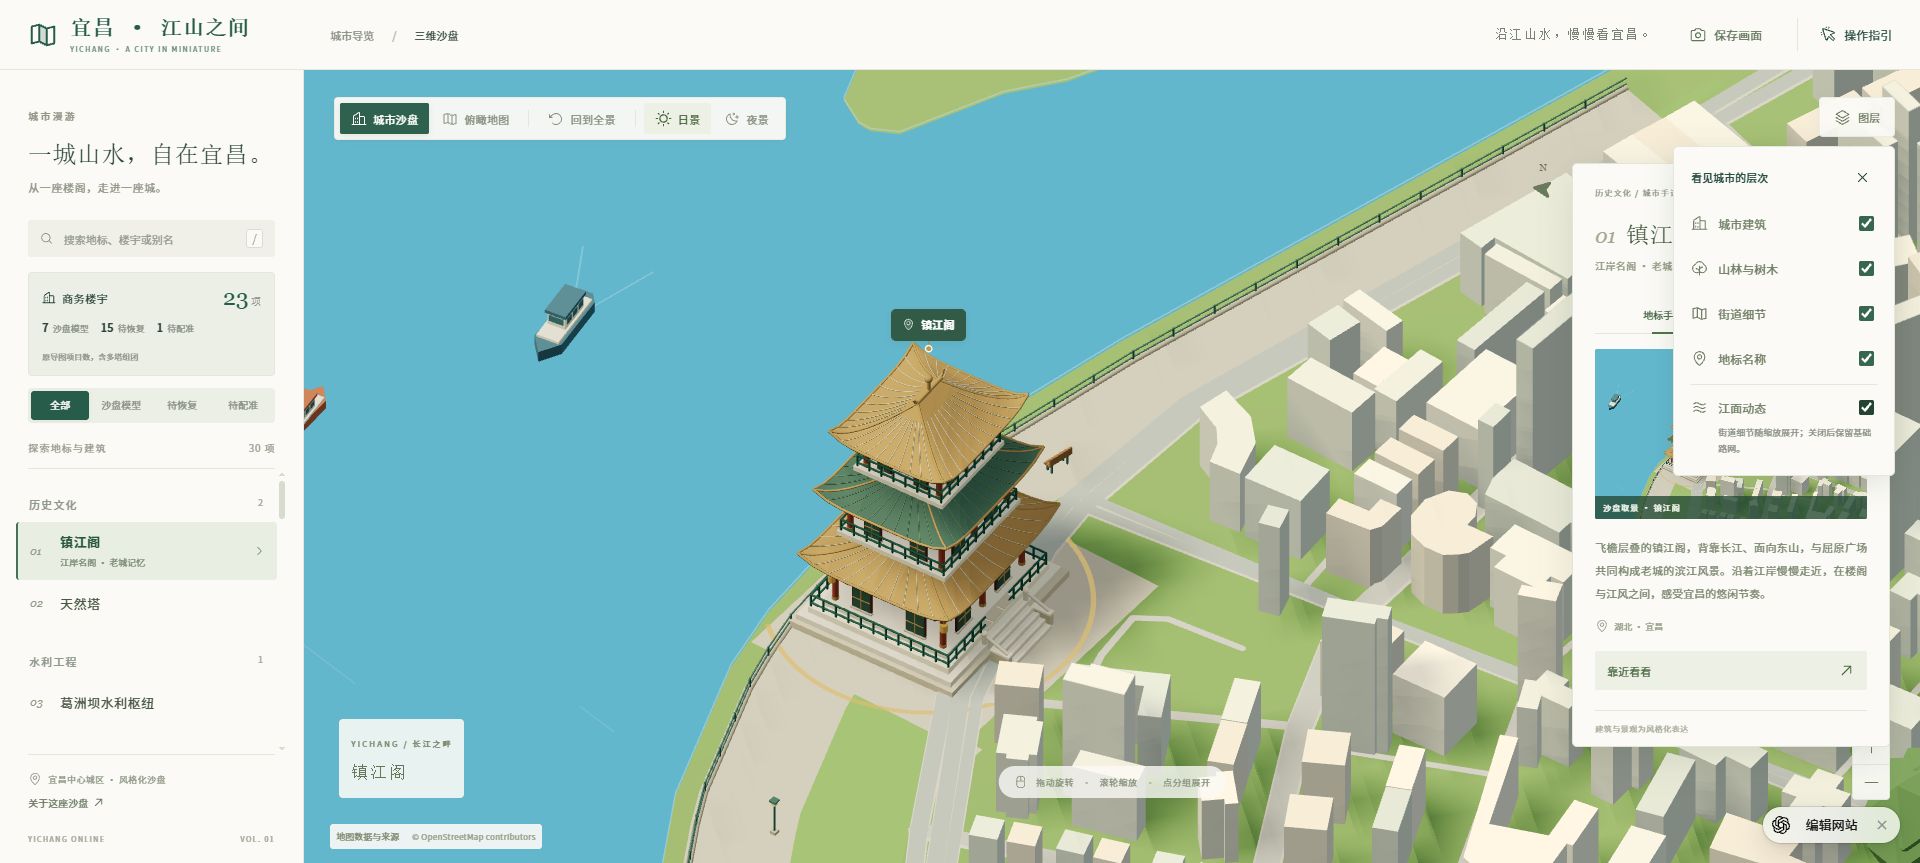 宜昌 • 江山之间
YICHANG • A CITY IN MINIATURE
城市导览 / 三维沙盘
沿江山水，慢慢看宜昌。
保存画面
操作指引
城市漫游
一城山水，自在宜昌。
从一座楼阁，走进一座城。
搜索地标、楼宇或别名 /
商务楼宇 23 项
7 沙盘模型 15 待恢复 1 待配准
原导图项目数，含多塔组团
全部 沙盘模型 待恢复 待配准
探索地标与建筑 30 项
历史文化 2
01 镇江阁
江岸名阁 • 老城记忆
02 天然塔
水利工程 1
03 葛洲坝水利枢纽
宜昌中心城区 • 风格化沙盘
关于这座沙盘
YICHANG ONLINE VOL. 01
城市沙盘 俯瞰地图 回到全景 日景 夜景
镇江阁
N
YICHANG / 长江之畔
镇江阁
地图数据与来源 © OpenStreetMap contributors
拖动旋转 · 滚轮缩放 · 点分组展开
图层
看见城市的层次
城市建筑
山林与树木
街道细节
地标名称
江面动态
街道细节随缩放展开；关闭后保留基础
路网。
历史文化 / 城市手
01 镇江
江岸名阁 • 老城
地标手
沙盘取景 • 镇江阁
飞檐层叠的镇江阁，背靠长江、面向东山，与屈原广场
共同构成老城的滨江风景。沿着江岸慢慢走近，在楼阁
与江风之间，感受宜昌的悠闲节奏。
湖北 • 宜昌
靠近看看
建筑与景观为风格化表达
编辑网站